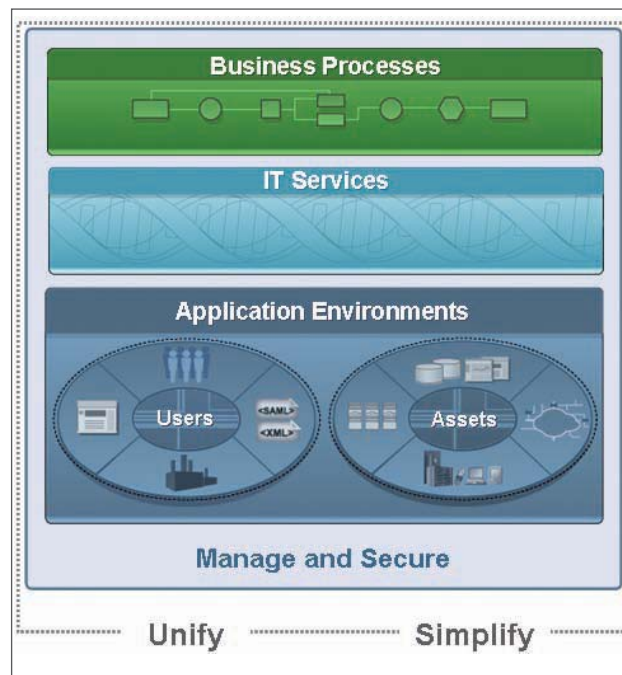 Business Processes
IT Services
Application Environments
Users
<SAML>
<XML>
Assets
Manage and Secure
Unify
Simplify